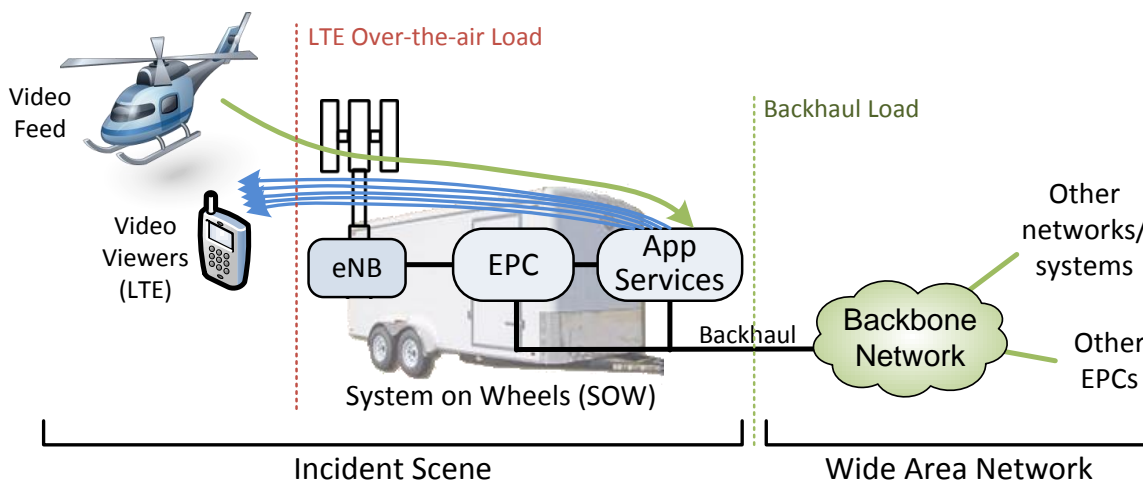 LTE Over-the-air Load
Video
Feed
Backhaul Load
Other
networks/
systems
Video
Viewers
(LTE)
eNB
EPC
App
Services
Backhaul
Backbone
Network
Other
EPCs
System on Wheels (SOW)
Incident Scene
Wide Area Network